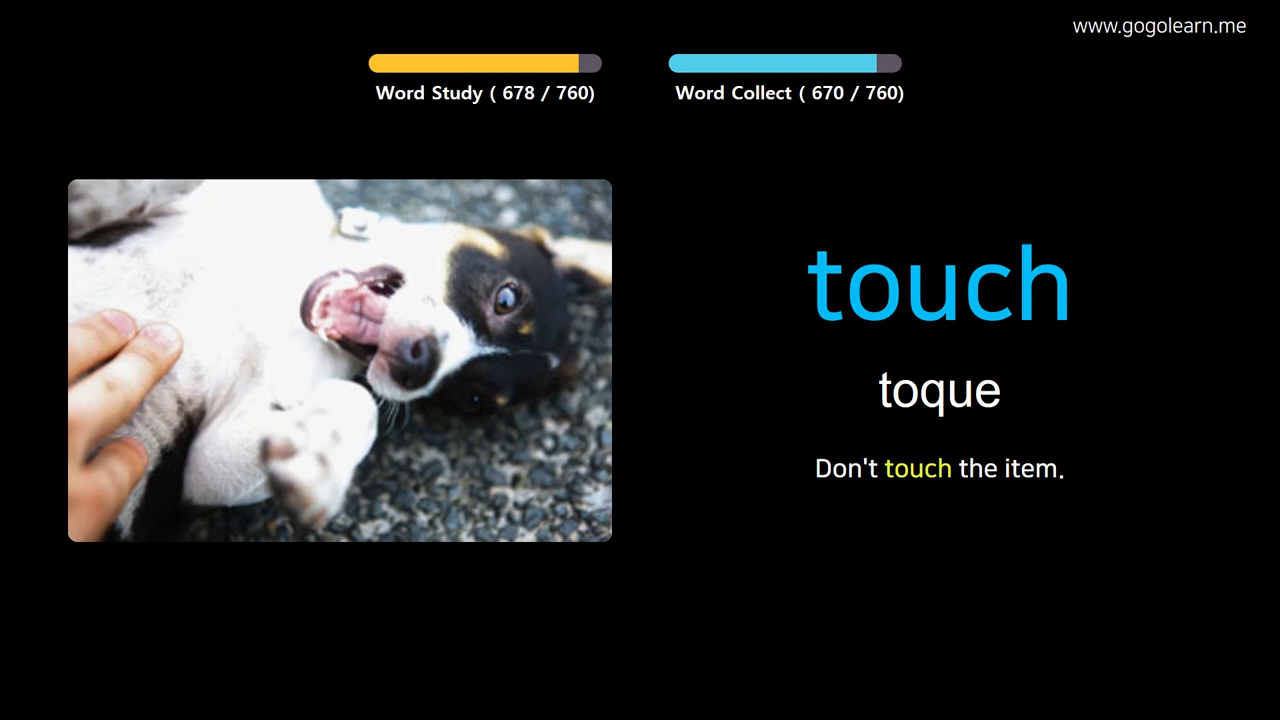 www.gogolearn.me
Word Study ( 678 / 760)
Word Collect ( 670 / 760)
touch
toque
Don't touch the item.